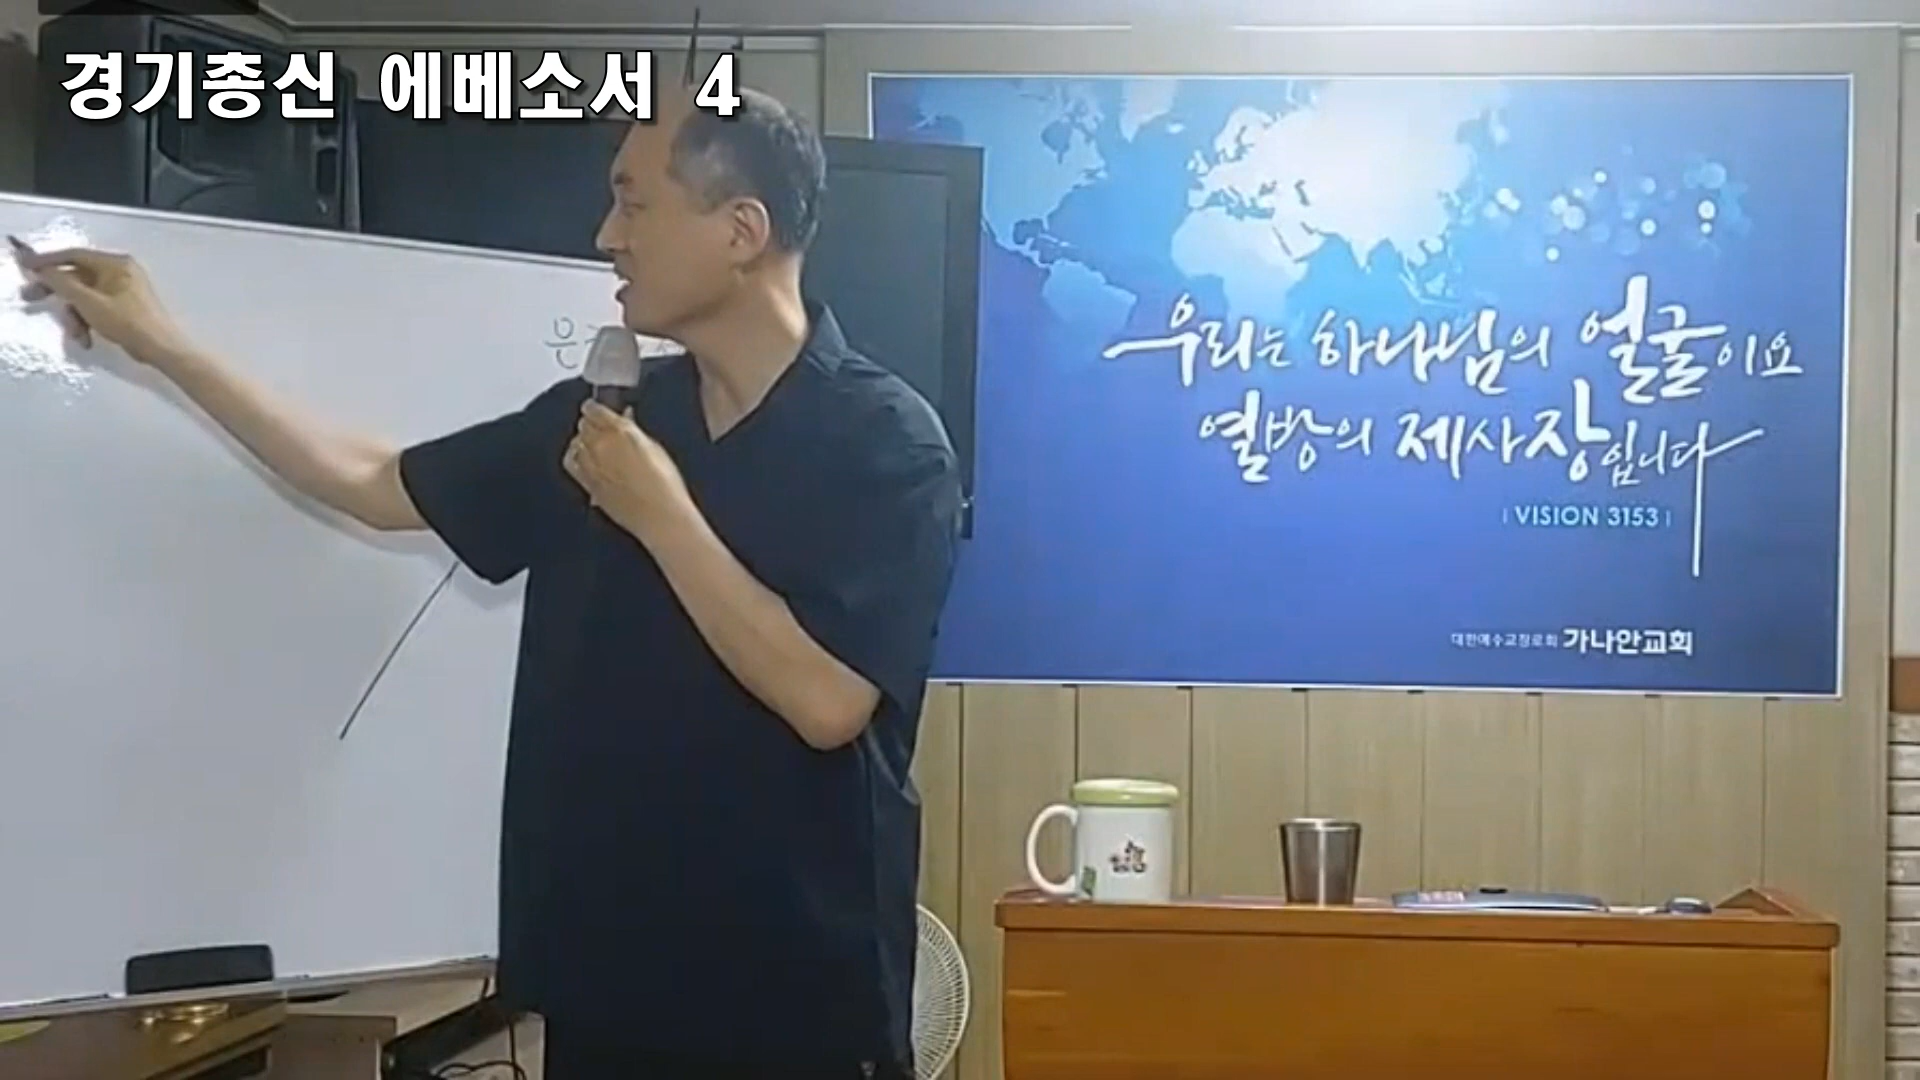 경기총신 에베소서 4
우리는 하나님의 얼굴이요
열방의 제사장입니다
| VISION 3153 |
대한예수교장로회 가나안교회